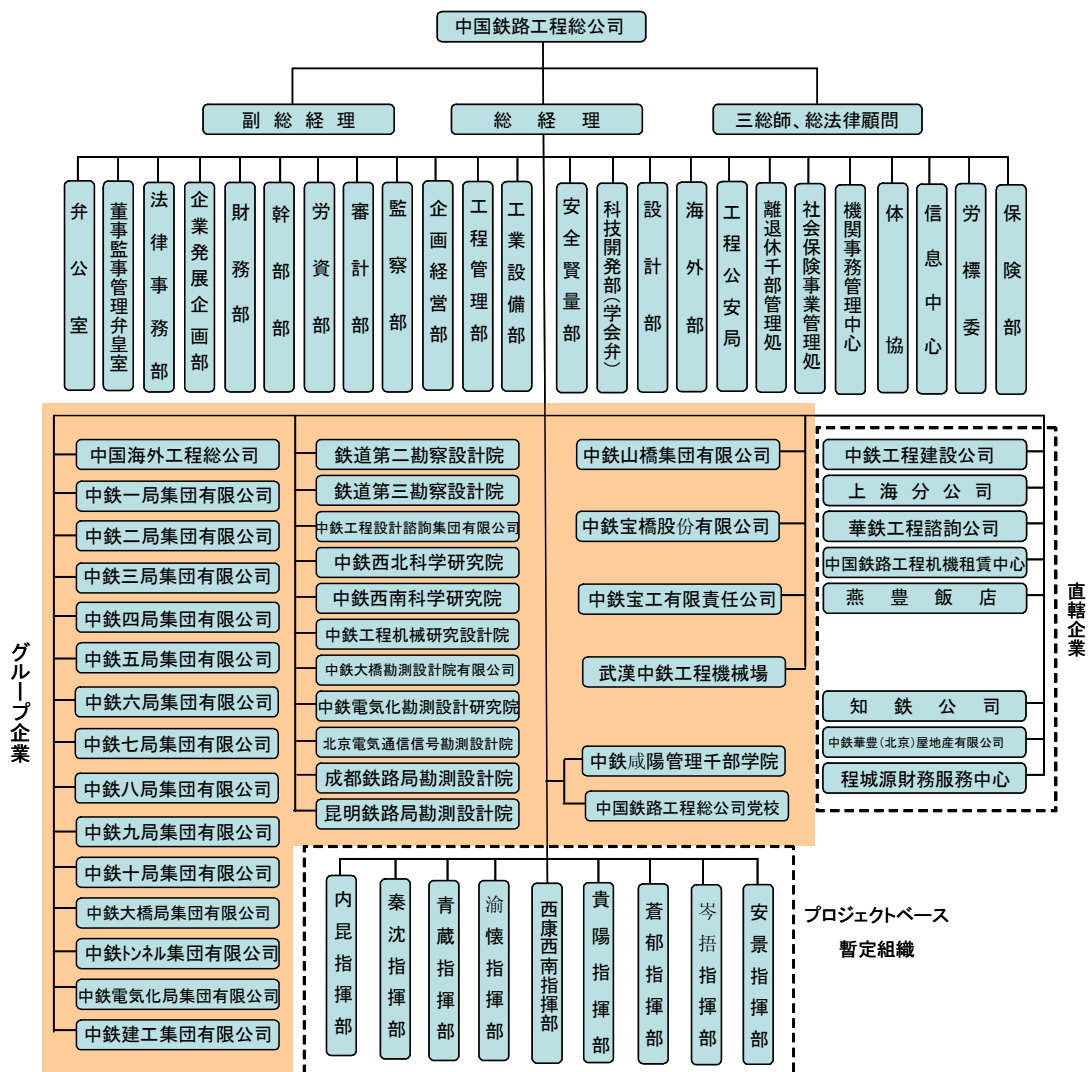 中国鉄路工程総公司
副総経理
総経理
三総師、総法律顧問
弁公室
董事監事管理弁皇室
法律事務部
企業発展企画部
財務部
幹部部
労資部
審計部
監察部
企画経営部
工程管理部
工業設備部
安全賢量部
科技開発部(学会弁)
設計部
海外部
工程公安局
離退休千部管理処
社会保険事業管理処
機関事務管理中心
体協
信息中心
労標委
保険部
グループ企業
中国海外工程総公司
中鉄一局集団有限公司
中鉄二局集団有限公司
中鉄三局集団有限公司
中鉄四局集団有限公司
中鉄五局集団有限公司
中鉄六局集団有限公司
中鉄七局集団有限公司
中鉄八局集団有限公司
中鉄九局集団有限公司
中鉄十局集団有限公司
中鉄大橋局集団有限公司
中鉄トンネル集団有限公司
中鉄電気化局集団有限公司
中鉄建工集団有限公司
鉄道第二勘察設計院
鉄道第三勘察設計院
中鉄工程設計諮詢集団有限公司
中鉄西北科学研究院
中鉄西南科学研究院
中鉄工程机械研究設計院
中鉄大橋勘測設計院有限公司
中鉄電気化勘測設計研究院
北京電気通信信号勘測設計院
成都鉄路局勘測設計院
昆明鉄路局勘測設計院
中鉄山橋集団有限公司
中鉄宝橋股份有限公司
中鉄宝工有限責任公司
武漢中鉄工程機械場
中鉄咸陽管理千部学院
中国鉄路工程総公司党校
中鉄工程建設公司
上海分公司
華鉄工程諮詢公司
中国鉄路工程机機租賃中心
燕豊飯店
知鉄公司
中鉄華豊(北京)屋地産有限公司
程城源財務服務中心
直轄企業
内昆指揮部
秦沈指揮部
青蔵指揮部
渝懐指揮部
西康西南指揮部
貴陽指揮部
蒼郁指揮部
岑捂指揮部
安景指揮部
プロジェクトベース
暫定組織